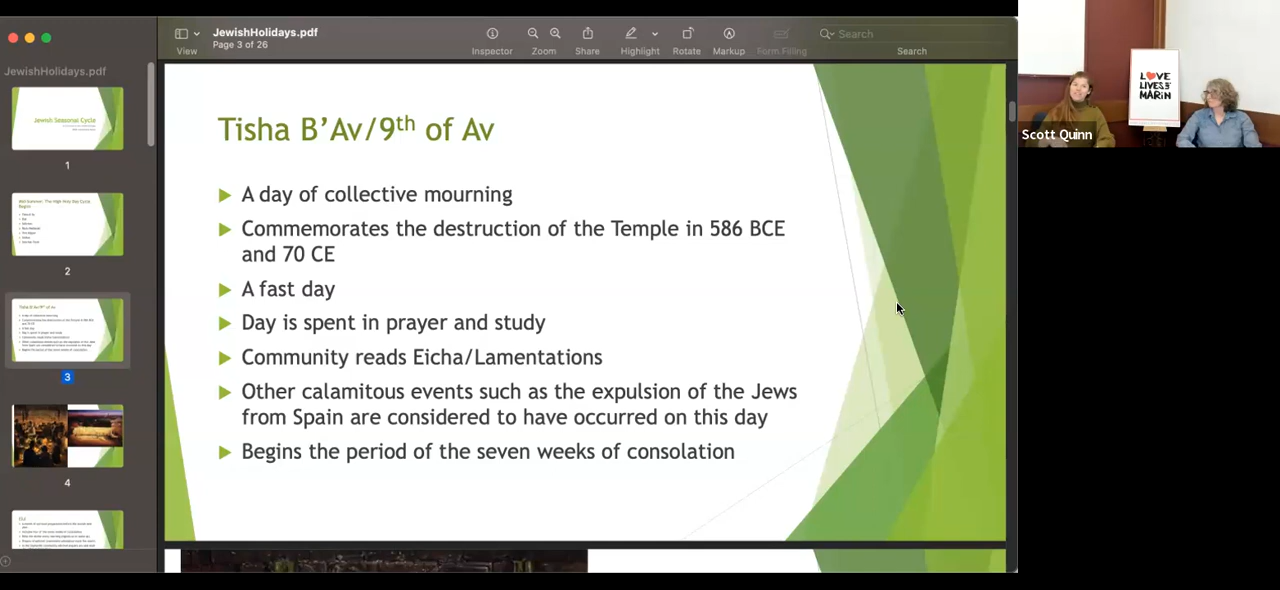 JewishHolidays.pdf
Page 3 of 26
View
Inspector
Zoom
Share
Highlight
Rotate
Markup
Form Filling
Search
Search
JewishHolidays.pdf
Jewish Seasonal Cycle
1
2
3
4
Tisha B'Av/9th of Av
A day of collective mourning
Commemorates the destruction of the Temple in 586 BCE
and 70 CE
A fast day
Day is spent in prayer and study
Community reads Eicha/Lamentations
Other calamitous events such as the expulsion of the Jews
from Spain are considered to have occurred on this day
Begins the period of the seven weeks of consolation
LOVE
LIVES IN
MARIN
Scott Quinn